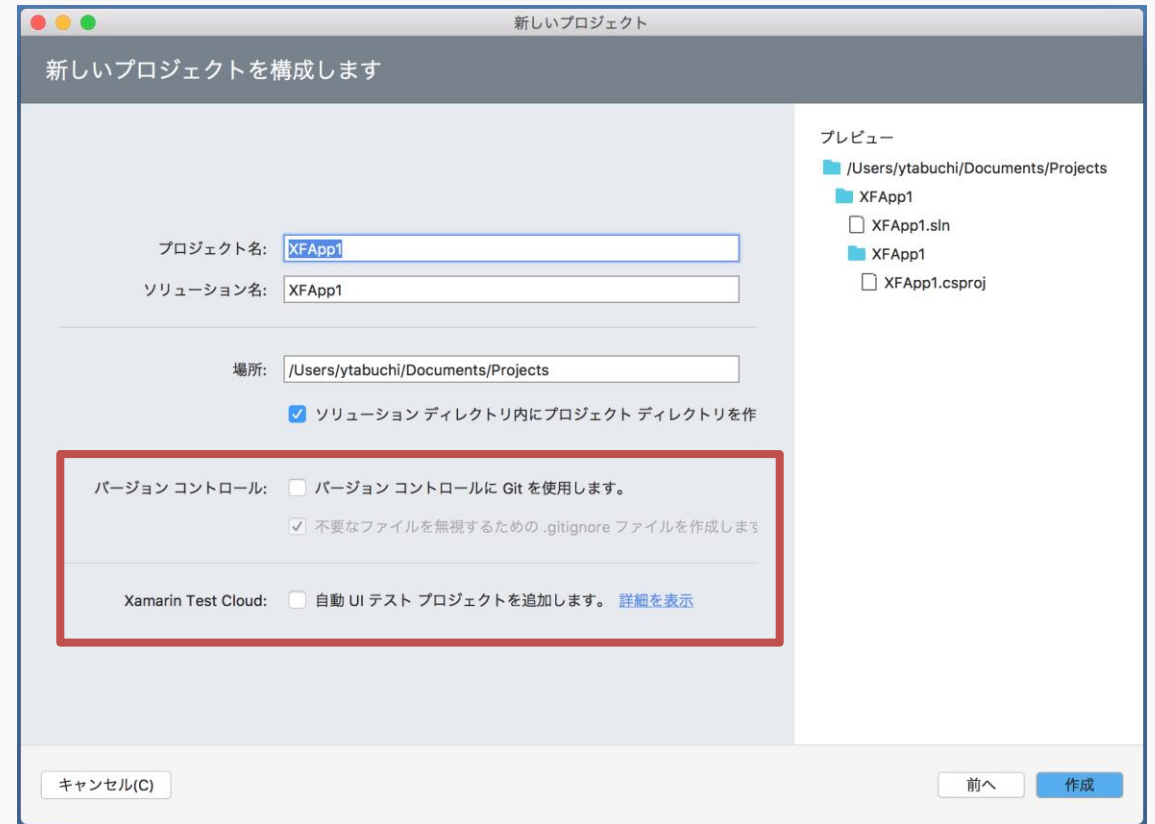 新しいプロジェクト
新しいプロジェクトを構成します
プロジェクト名: XFApp1
ソリューション名: XFApp1
場所: /Users/ytabuchi/Documents/Projects
ソリューション ディレクトリ内にプロジェクト ディレクトリを作
バージョン コントロール: バージョン コントロールに Git を使用します。
不要なファイルを無視するための .gitignore ファイルを作成します
Xamarin Test Cloud: 自動 UI テスト プロジェクトを追加します。 詳細を表示
プレビュー
/Users/ytabuchi/Documents/Projects
XFApp1
XFApp1.sln
XFApp1
XFApp1.csproj
キャンセル(C)
前へ
作成